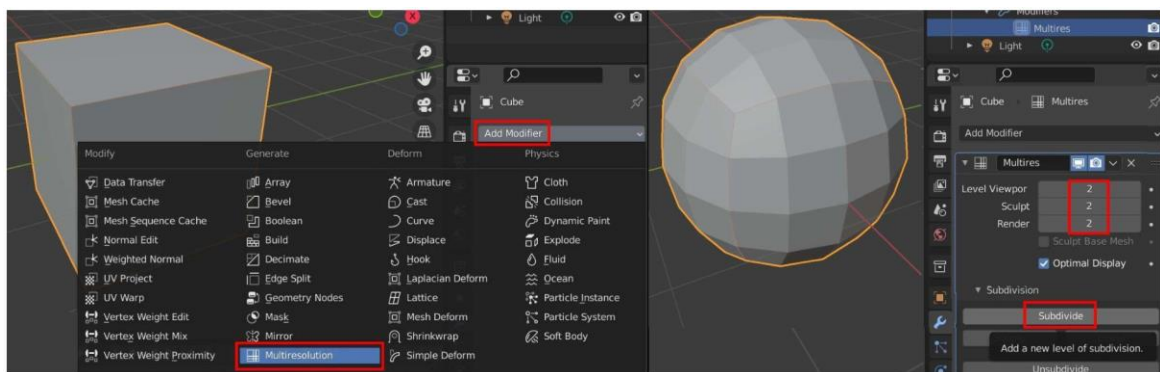 Light
Cube
Add Modifier
Modify
Data Transfer
Mesh Cache
Mesh Sequence Cache
Normal Edit
Weighted Normal
UV Project
UV Warp
Vertex Weight Edit
Vertex Weight Mix
Vertex Weight Proximity
Generate
Array
Bevel
Boolean
Build
Decimate
Edge Split
Geometry Nodes
Mask
Mirror
Multiresolution
Deform
Armature
Cast
Curve
Displace
Hook
Laplacian Deform
Lattice
Mesh Deform
Shrinkwrap
Simple Deform
Physics
Cloth
Collision
Dynamic Paint
Explode
Fluid
Ocean
Particle Instance
Particle System
Soft Body
Modifiers
Multires
Light
Cube Multires
Add Modifier
Multires
Level Viewpor 2
Sculpt 2
Render 2
Sculpt Base Mesh
Optimal Display
Subdivision
Subdivide
Add a new level of subdivision.
Unsubdivide